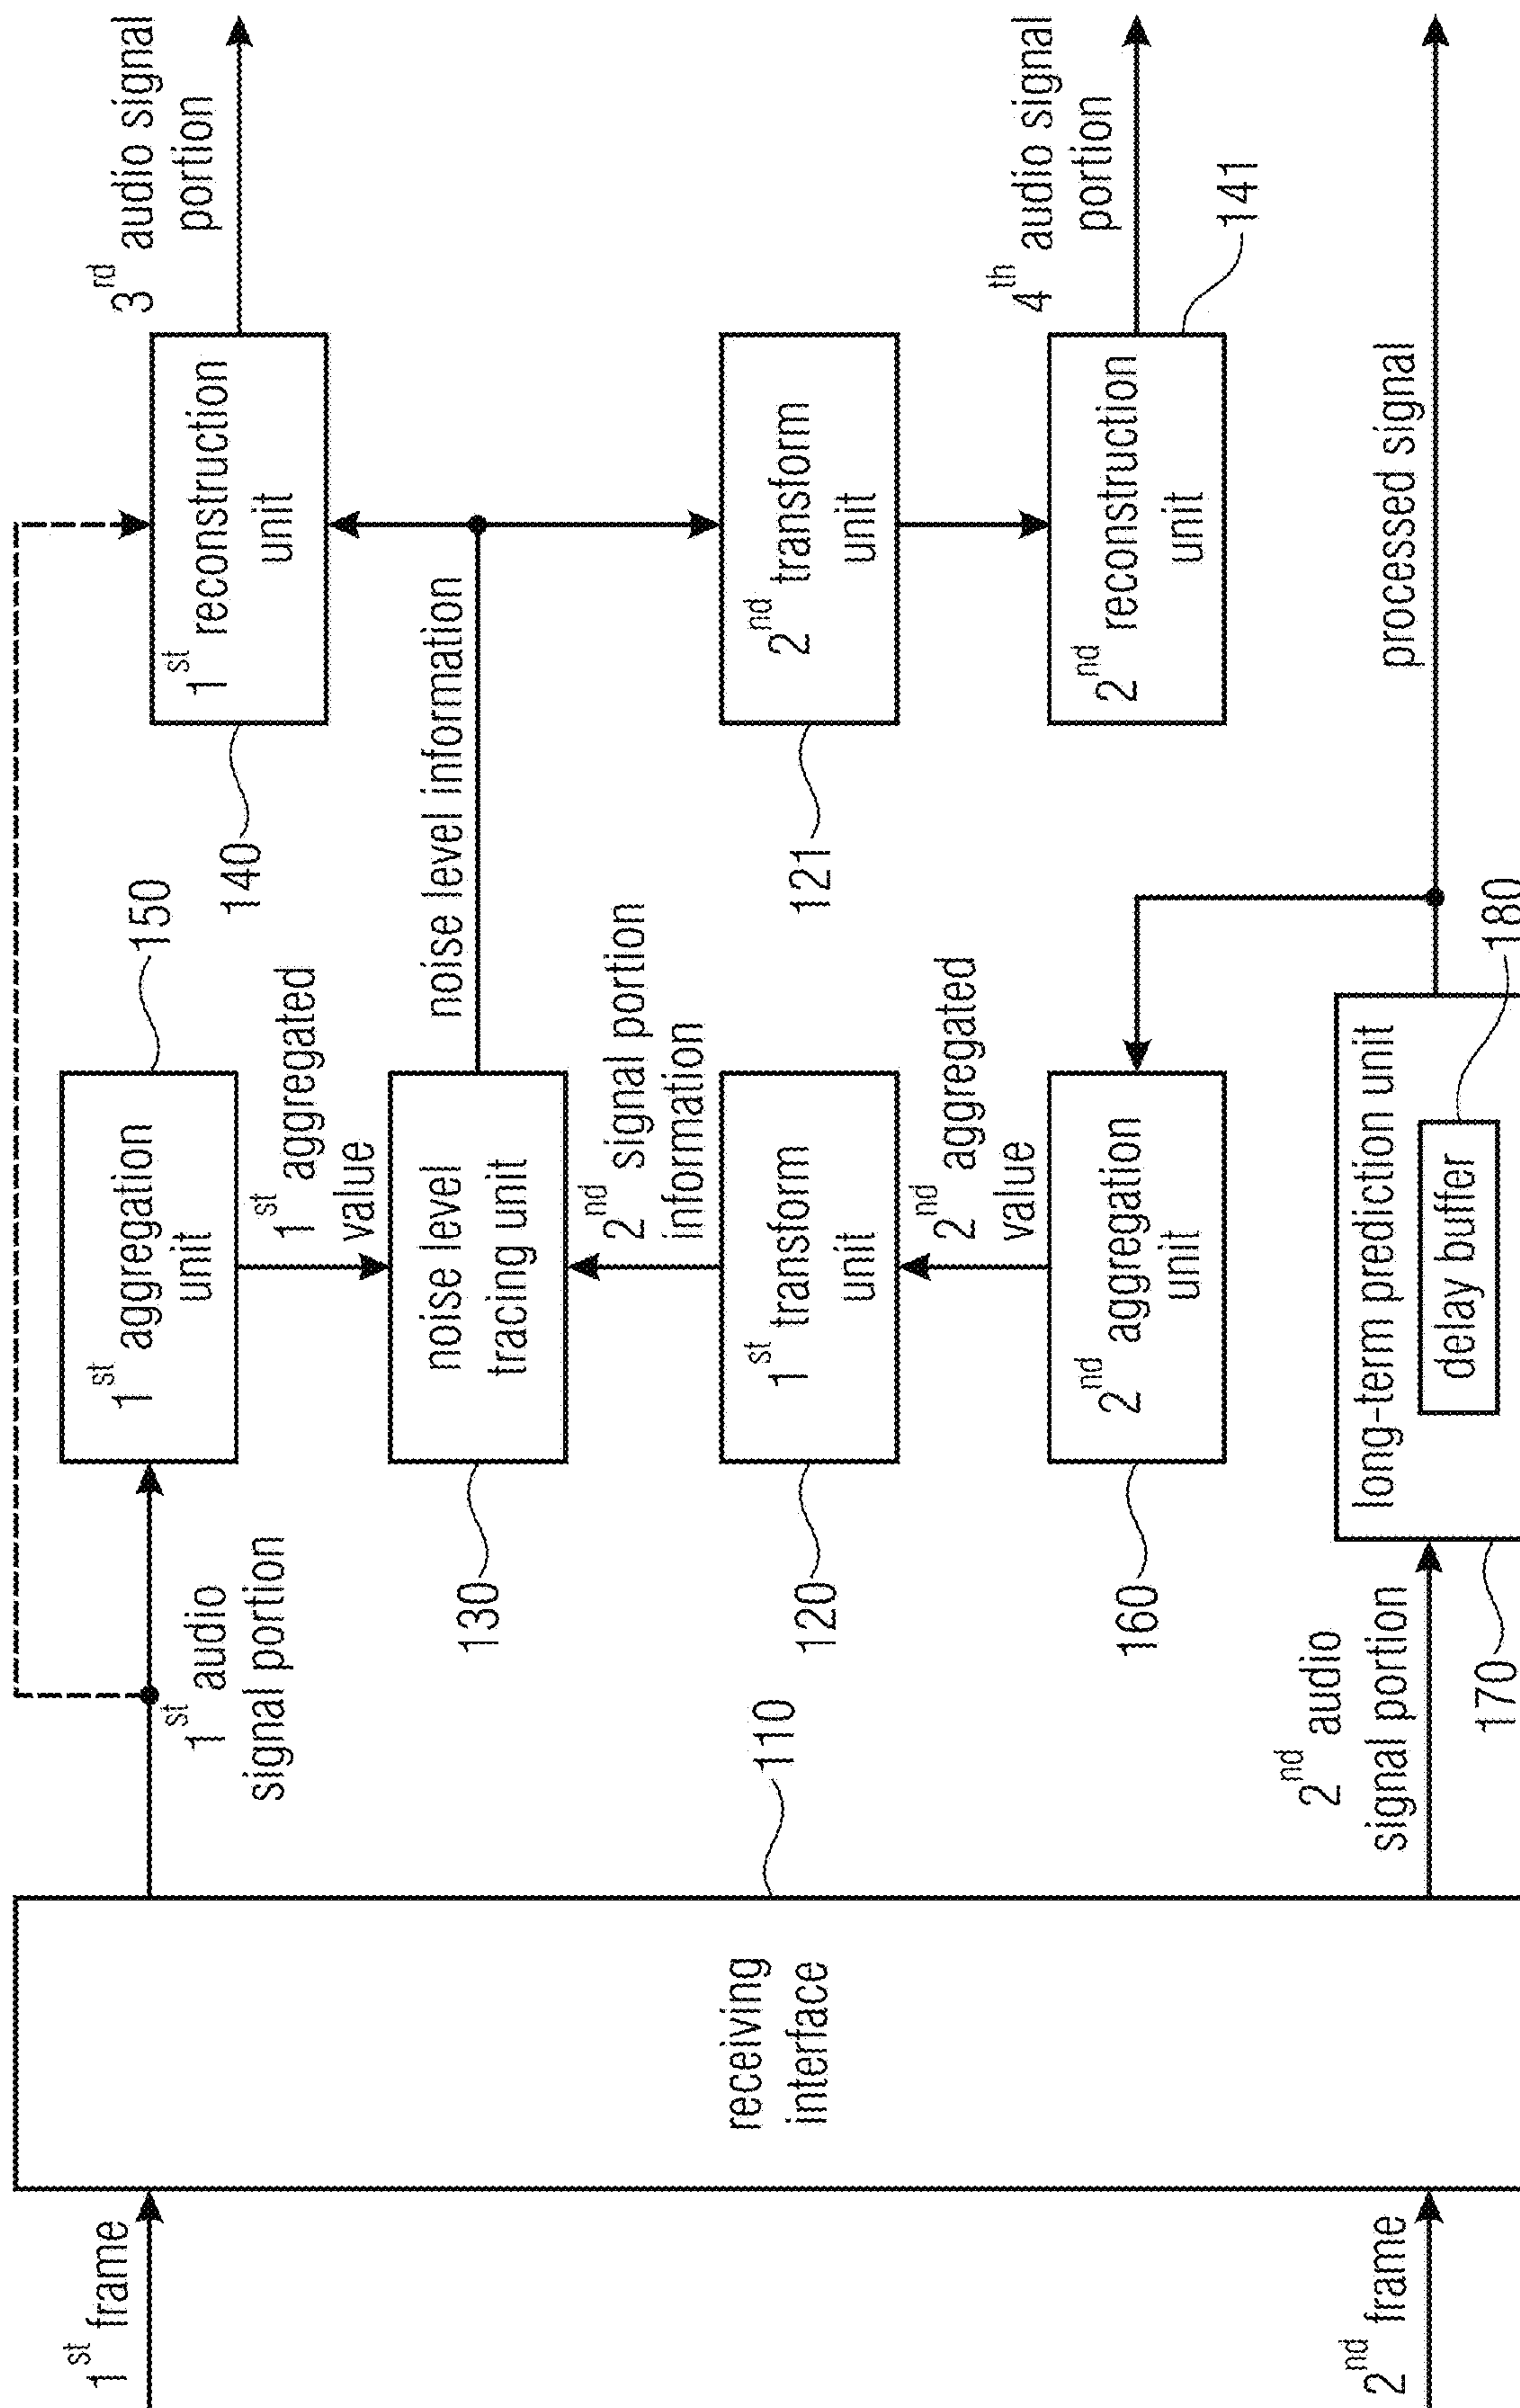 1st frame
2nd frame
receiving
interface
110
1st audio
signal portion
2nd audio
signal portion
1st aggregation
unit
150
1st aggregated
value
noise level
tracing unit
130
noise level information
2nd signal portion
information
1st transform
unit
120
2nd aggregated
value
2nd aggregation
unit
160
long-term prediction unit
delay buffer
170
180
1st reconstruction
unit
140
3rd audio signal
portion
2nd transform
unit
121
2nd reconstruction
unit
141
4th audio signal
portion
processed signal